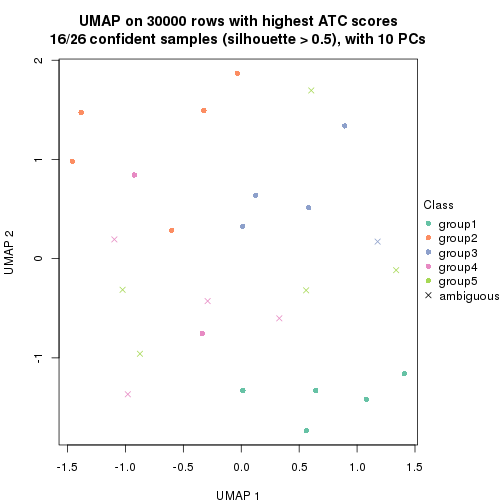 UMAP on 30000 rows with highest ATC scores
16/26 confident samples (silhouette > 0.5), with 10 PCs
2
1
0
-1
UMAP 2
-1.5 -1.0 -0.5 0.0 0.5 1.0 1.5
UMAP 1
Class
group1
group2
group3
group4
group5
ambiguous